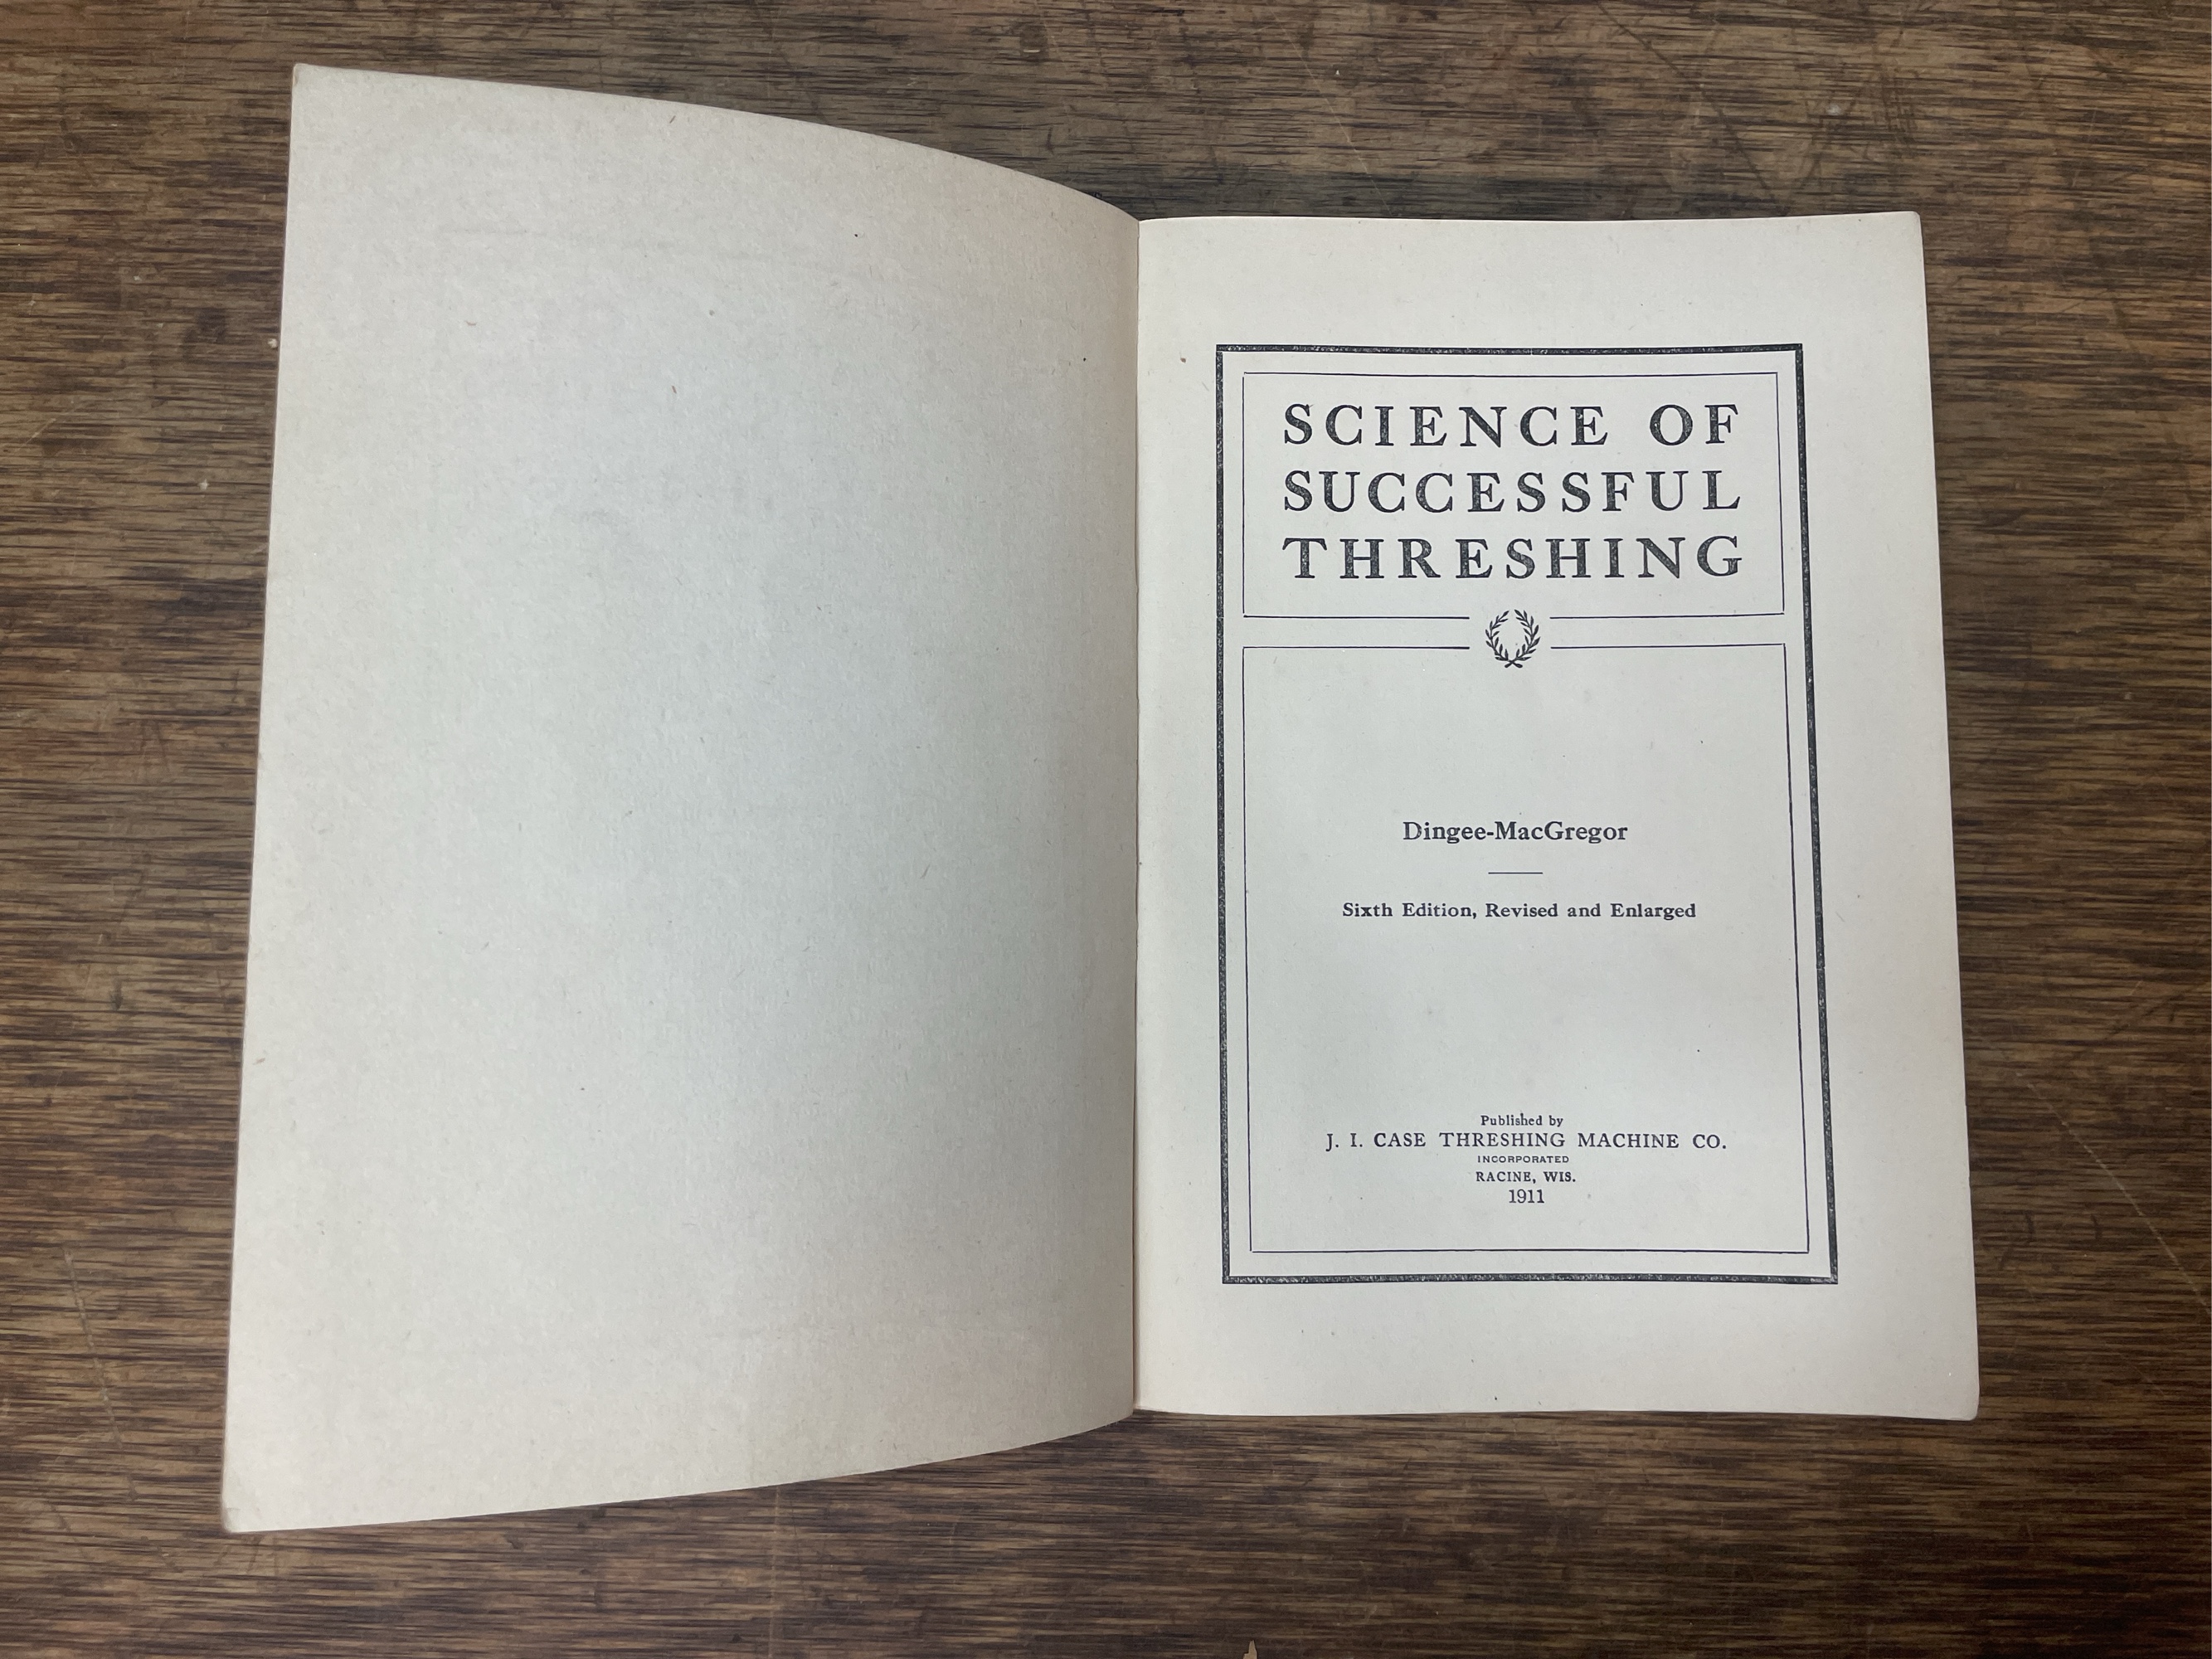 SCIENCE OF
SUCCESSFUL
THRESHING
Dingee-MacGregor
Sixth Edition, Revised and Enlarged
Published by
J. I. CASE THRESHING MACHINE CO.
INCORPORATED
RACINE, WIS.
1911